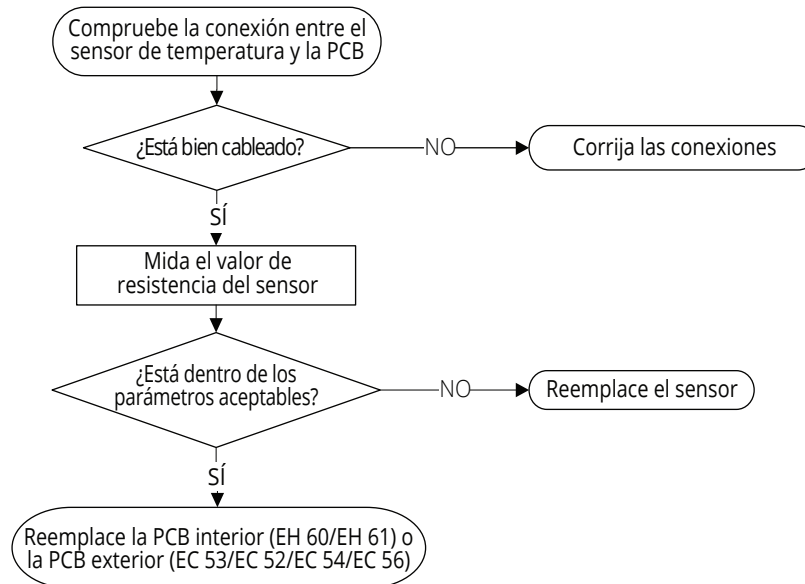 Compruebe la conexión entre el
sensor de temperatura y la PCB
¿Está bien cableado?
NO
Corrija las conexiones
SÍ
Mida el valor de
resistencia del sensor
¿Está dentro de los
parámetros aceptables?
NO
Reemplace el sensor
SÍ
Reemplace la PCB interior (EH 60/EH 61) o
la PCB exterior (EC 53/EC 52/EC 54/EC 56)